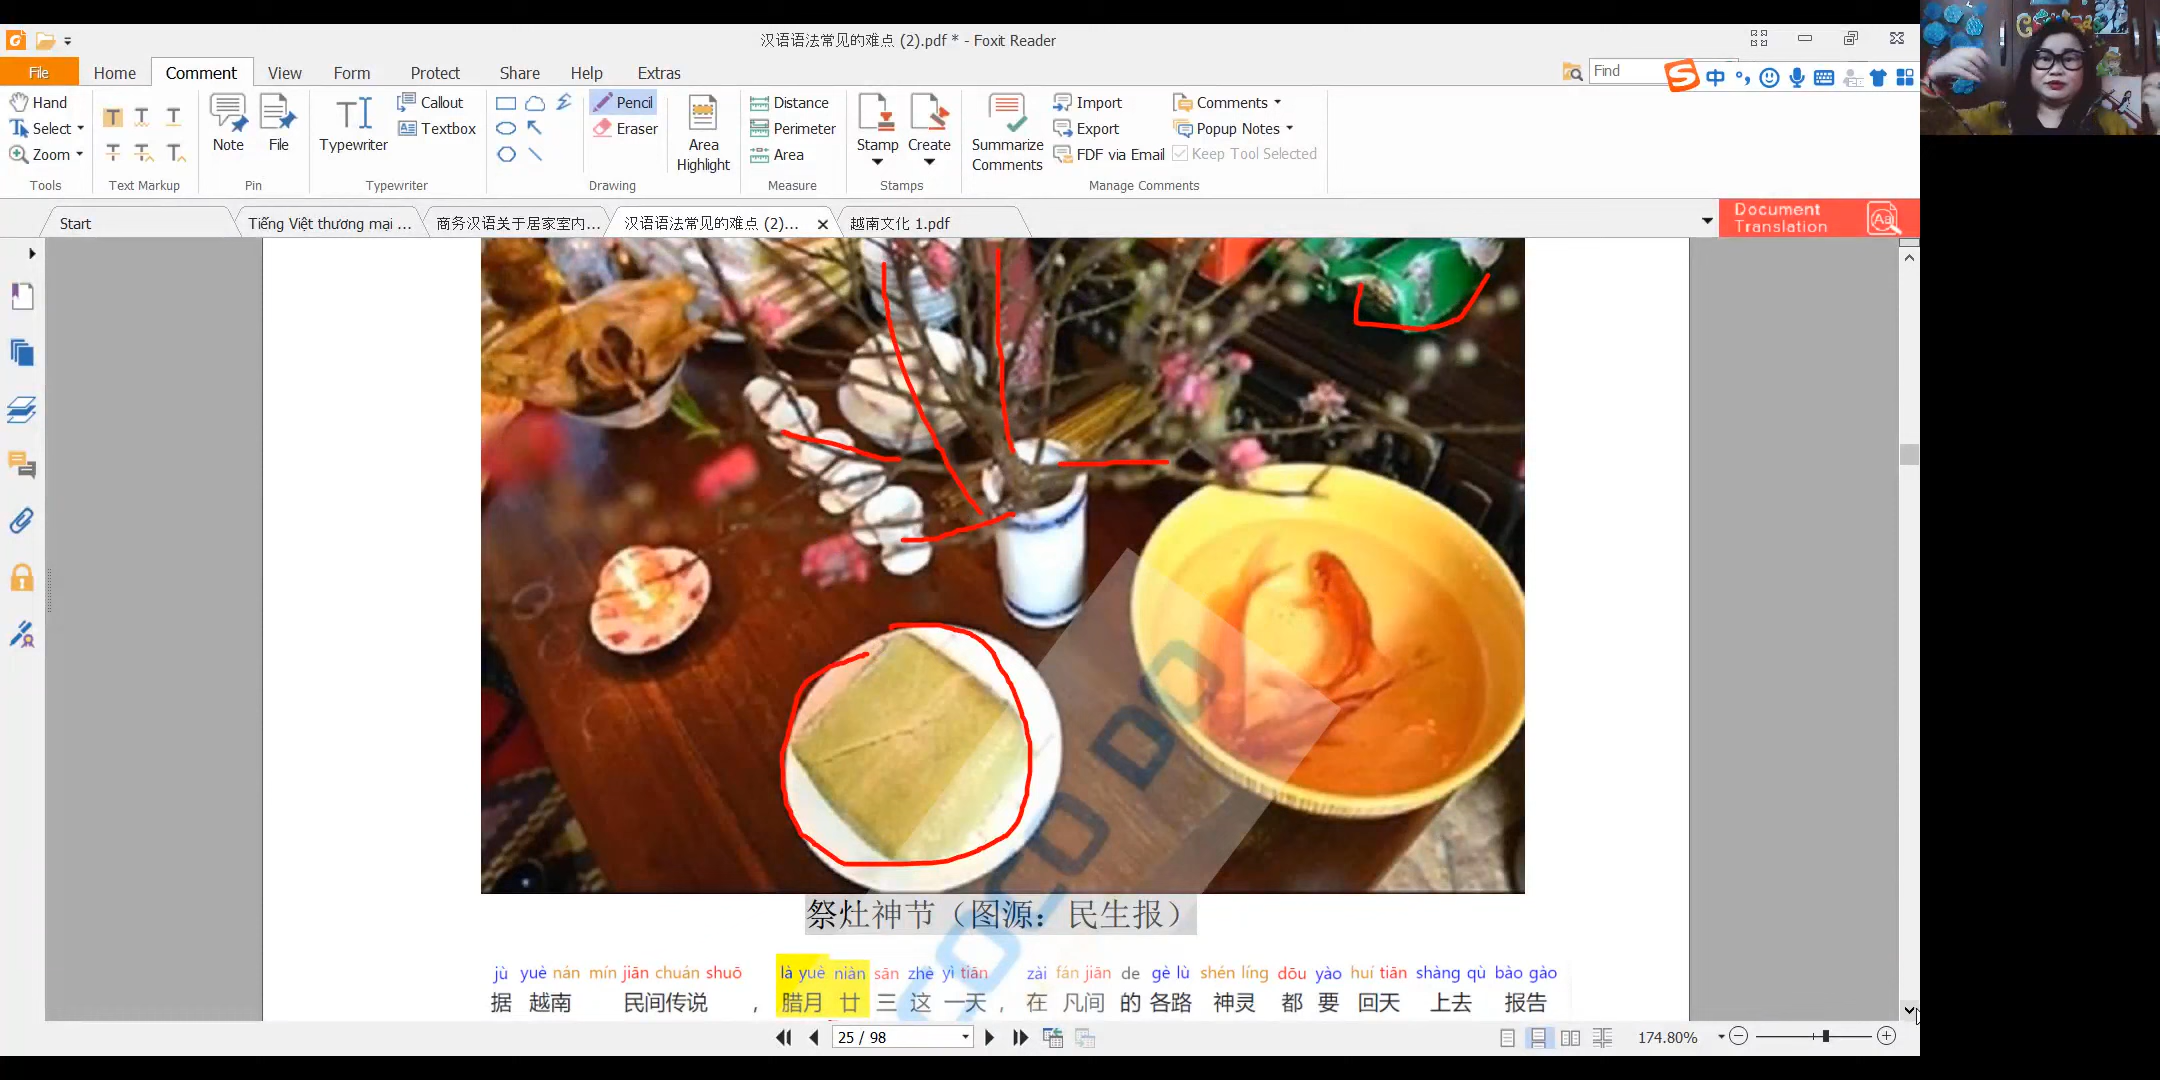 汉语语法常见的难点 (2).pdf * - Foxit Reader
File Home Comment View Form Protect Share Help Extras
Find
中
Hand
Select
Zoom
Tools
Text Markup
Note
File
Pin
Typewriter
Callout
Textbox
Typewriter
Pencil
Eraser
Area Highlight
Drawing
Distance
Perimeter
Area
Measure
Stamp
Create
Stamps
Summarize Comments
Import
Export
FDF via Email
Comments
Popup Notes
Keep Tool Selected
Manage Comments
Start
Tiếng Việt thương mại ...
商务汉语关于居家室内...
汉语语法常见的难点 (2)...
越南文化 1.pdf
Document Translation
COCO DO
祭灶神节（图源：民生报）
jù yuè nán mín jiān chuán shuō là yuè niàn sān zhè yì tiān zài fán jiān de gè lù shén líng dōu yào huí tiān shàng qù bào gào
据 越南 民间传说 ， 腊月 廿 三 这 一天 ， 在 凡间 的 各路 神灵 都 要 回天 上去 报告
25 / 98
174.80%